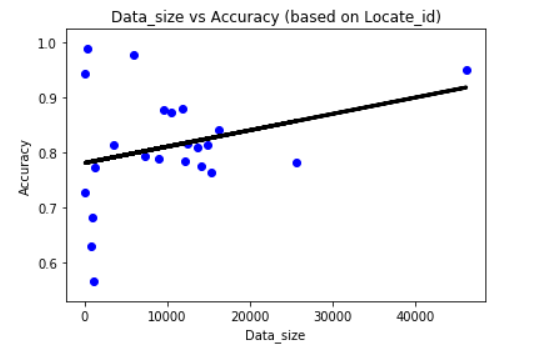 Data_size vs Accuracy (based on Locate_id)
1.0
0.9
0.8
0.7
0.6
Accuracy
0 10000 20000 30000 40000
Data_size